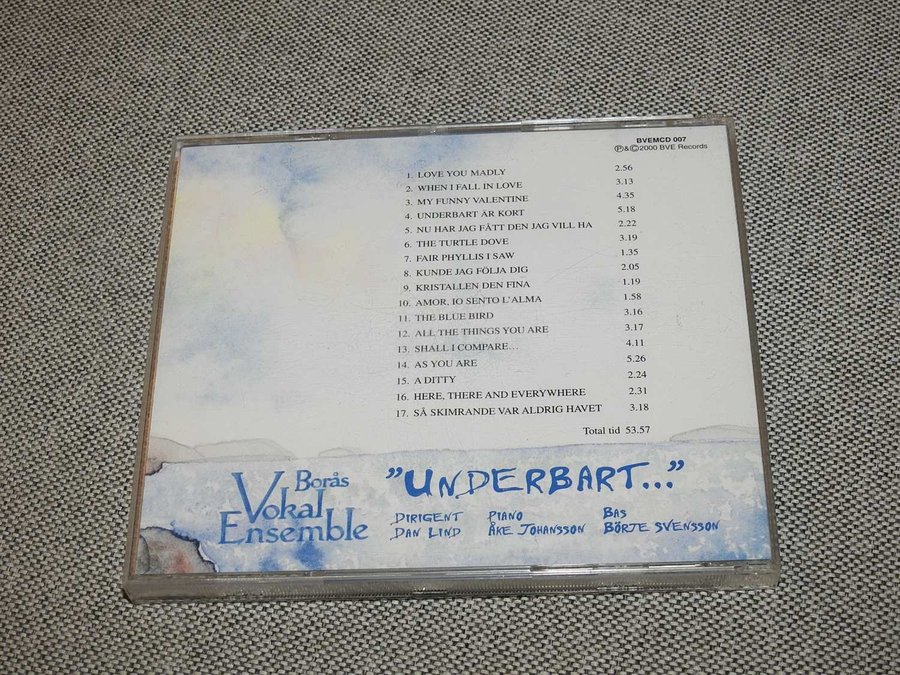 BVEMCD 007
℗&©2000 BVE Records
1. LOVE YOU MADLY 2.56
2. WHEN I FALL IN LOVE 3.13
3. MY FUNNY VALENTINE 4.35
4. UNDERBART ÄR KORT 5.18
5. NU HAR JAG FÅTT DEN JAG VILL HA 2.22
6. THE TURTLE DOVE 3.19
7. FAIR PHYLLIS I SAW 1.35
8. KUNDE JAG FÖLJA DIG 2.05
9. KRISTALLEN DEN FINA 1.19
10. AMOR, IO SENTO L'ALMA 1.58
11. THE BLUE BIRD 3.16
12. ALL THE THINGS YOU ARE 3.17
13. SHALL I COMPARE... 4.11
14. AS YOU ARE 5.26
15. A DITTY 2.24
16. HERE, THERE AND EVERYWHERE 2.31
17. SÅ SKIMRANDE VAR ALDRIG HAVET 3.18
Total tid 53.57
Borås
Vokal
Ensemble
"UNDERBART..."
DIRIGENT PIANO BAS
DAN LIND ÅKE JOHANSSON BÖRJE SVENSSON